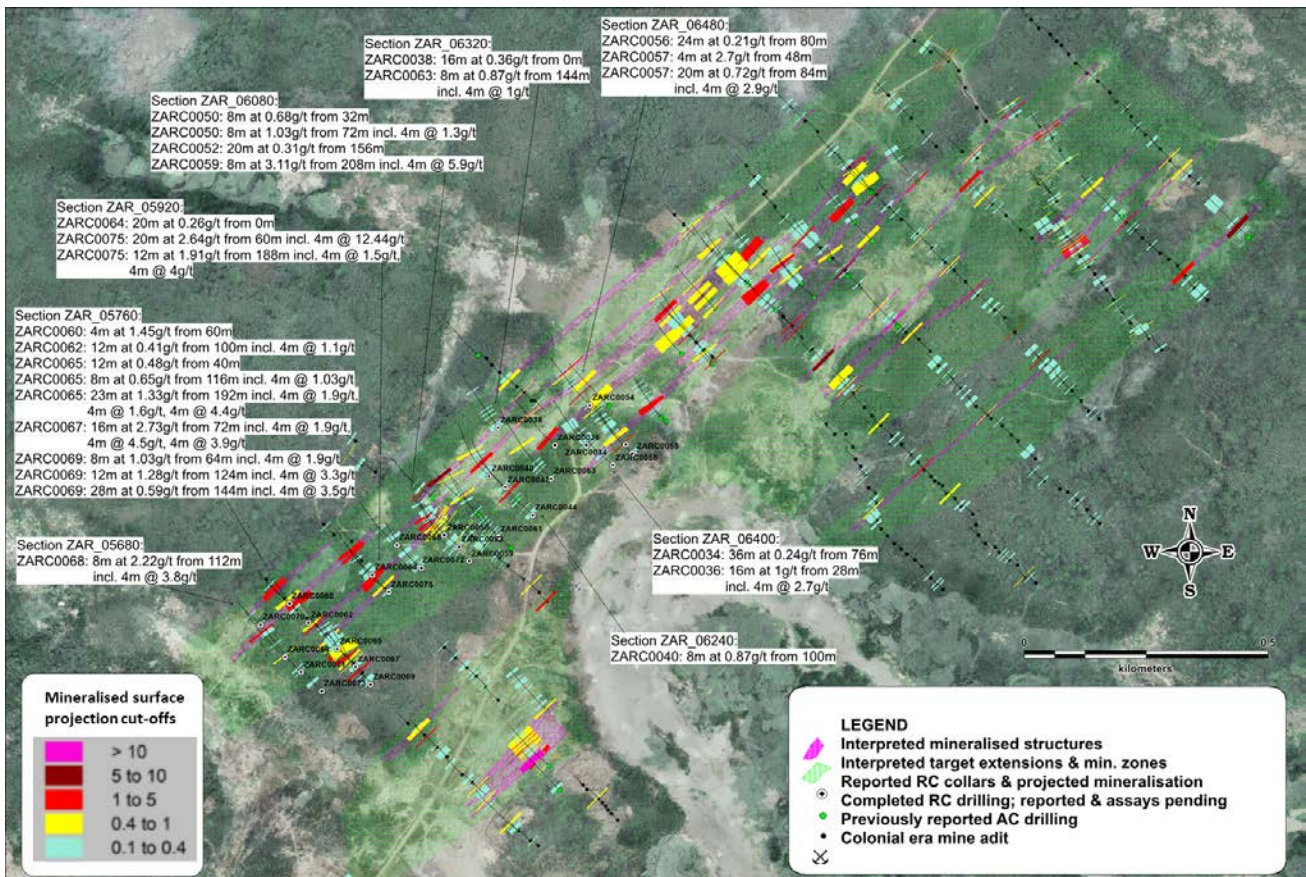 Section ZAR_06480:
ZARC0056: 24m at 0.21g/t from 80m
ZARC0057: 4m at 2.7g/t from 48m
ZARC0057: 20m at 0.72g/t from 84m
incl. 4m @ 2.9g/t
Section ZAR_06320:
ZARC0038: 16m at 0.36g/t from 0m
ZARC0063: 8m at 0.87g/t from 144m
incl. 4m @ 1g/t
Section ZAR_06080:
ZARC0050: 8m at 0.68g/t from 32m
ZARC0050: 8m at 1.03g/t from 72m incl. 4m @ 1.3g/t
ZARC0052: 20m at 0.31g/t from 156m
ZARC0059: 8m at 3.11g/t from 208m incl. 4m @ 5.9g/t
Section ZAR_05920:
ZARC0064: 20m at 0.26g/t from 0m
ZARC0075: 20m at 2.64g/t from 60m incl. 4m @ 12.44g/t
ZARC0075: 12m at 1.91g/t from 188m incl. 4m @ 1.5g/t,
4m @ 4g/t
Section ZAR_05760:
ZARC0060: 4m at 1.45g/t from 60m
ZARC0062: 12m at 0.41g/t from 100m incl. 4m @ 1.1g/t
ZARC0065: 12m at 0.48g/t from 40m
ZARC0065: 8m at 0.65g/t from 116m incl. 4m @ 1.03g/t
ZARC0065: 23m at 1.33g/t from 192m incl. 4m @ 1.9g/t,
4m @ 1.6g/t, 4m @ 4.4g/t
ZARC0067: 16m at 2.73g/t from 72m incl. 4m @ 1.9g/t,
4m @ 4.5g/t, 4m @ 3.9g/t
ZARC0069: 8m at 1.03g/t from 64m incl. 4m @ 1.9g/t
ZARC0069: 12m at 1.28g/t from 124m incl. 4m @ 3.3g/t
ZARC0069: 28m at 0.59g/t from 144m incl. 4m @ 3.5g/t
Section ZAR_05680:
ZARC0068: 8m at 2.22g/t from 112m
incl. 4m @ 3.8g/t
ZARC0054
ZARC0038
ZARC0036
ZARC0034
ZARC0058
ZARC0040
ZARC0063
ZARC0044
ZARC0061
ZARC0059
ZARC0075
ZARC0060
ZARC0062
ZARC0065
ZARC0067
ZARC0069
Section ZAR_06400:
ZARC0034: 36m at 0.24g/t from 76m
ZARC0036: 16m at 1g/t from 28m
incl. 4m @ 2.7g/t
Section ZAR_06240:
ZARC0040: 8m at 0.87g/t from 100m
N
W E
S
0 0.5
kilometers
Mineralised surface
projection cut-offs
> 10
5 to 10
1 to 5
0.4 to 1
0.1 to 0.4
LEGEND
Interpreted mineralised structures
Interpreted target extensions & min. zones
Reported RC collars & projected mineralisation
Completed RC drilling; reported & assays pending
Previously reported AC drilling
Colonial era mine adit